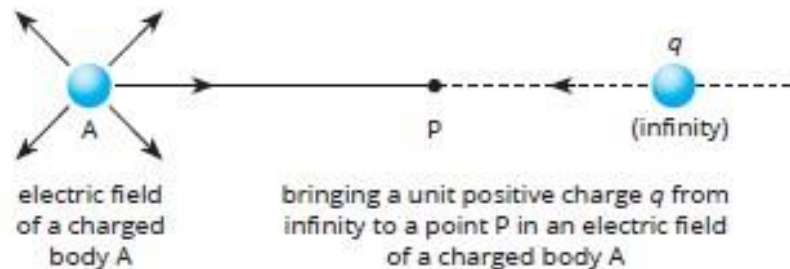 q
A
P
(infinity)
electric field
of a charged
body A
bringing a unit positive charge q from
infinity to a point P in an electric field
of a charged body A